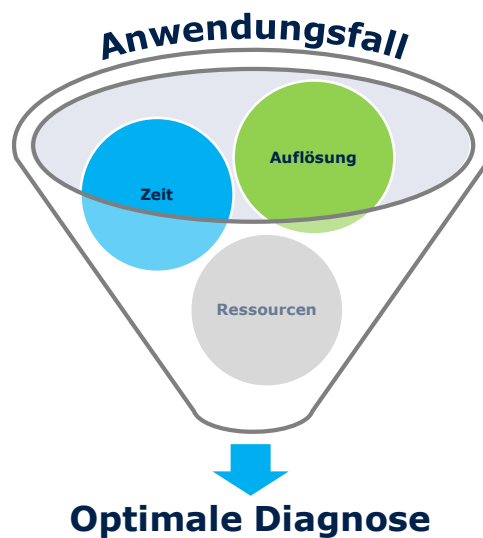 Anwendungsfall
Auflösung
Zeit
Ressourcen
Optimale Diagnose